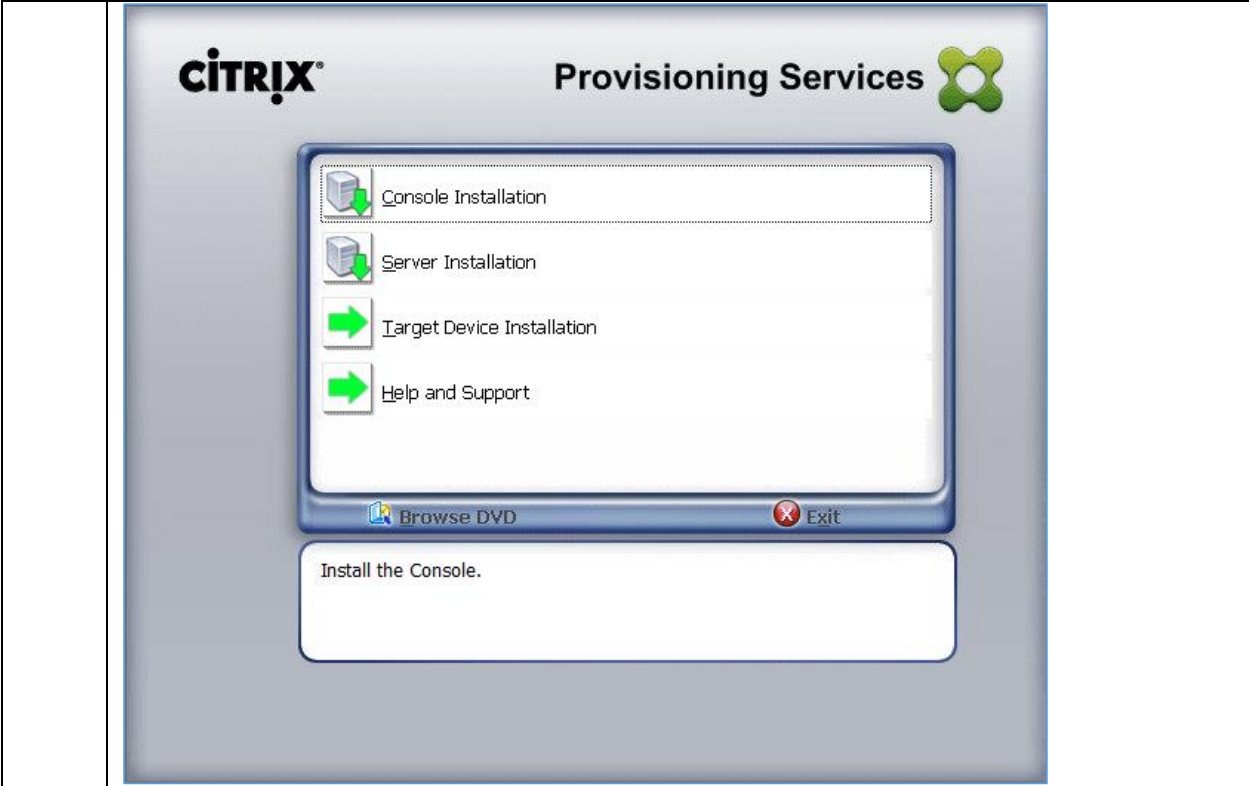 CITRIX®
Provisioning Services
Console Installation
Server Installation
Target Device Installation
Help and Support
Browse DVD
Exit
Install the Console.